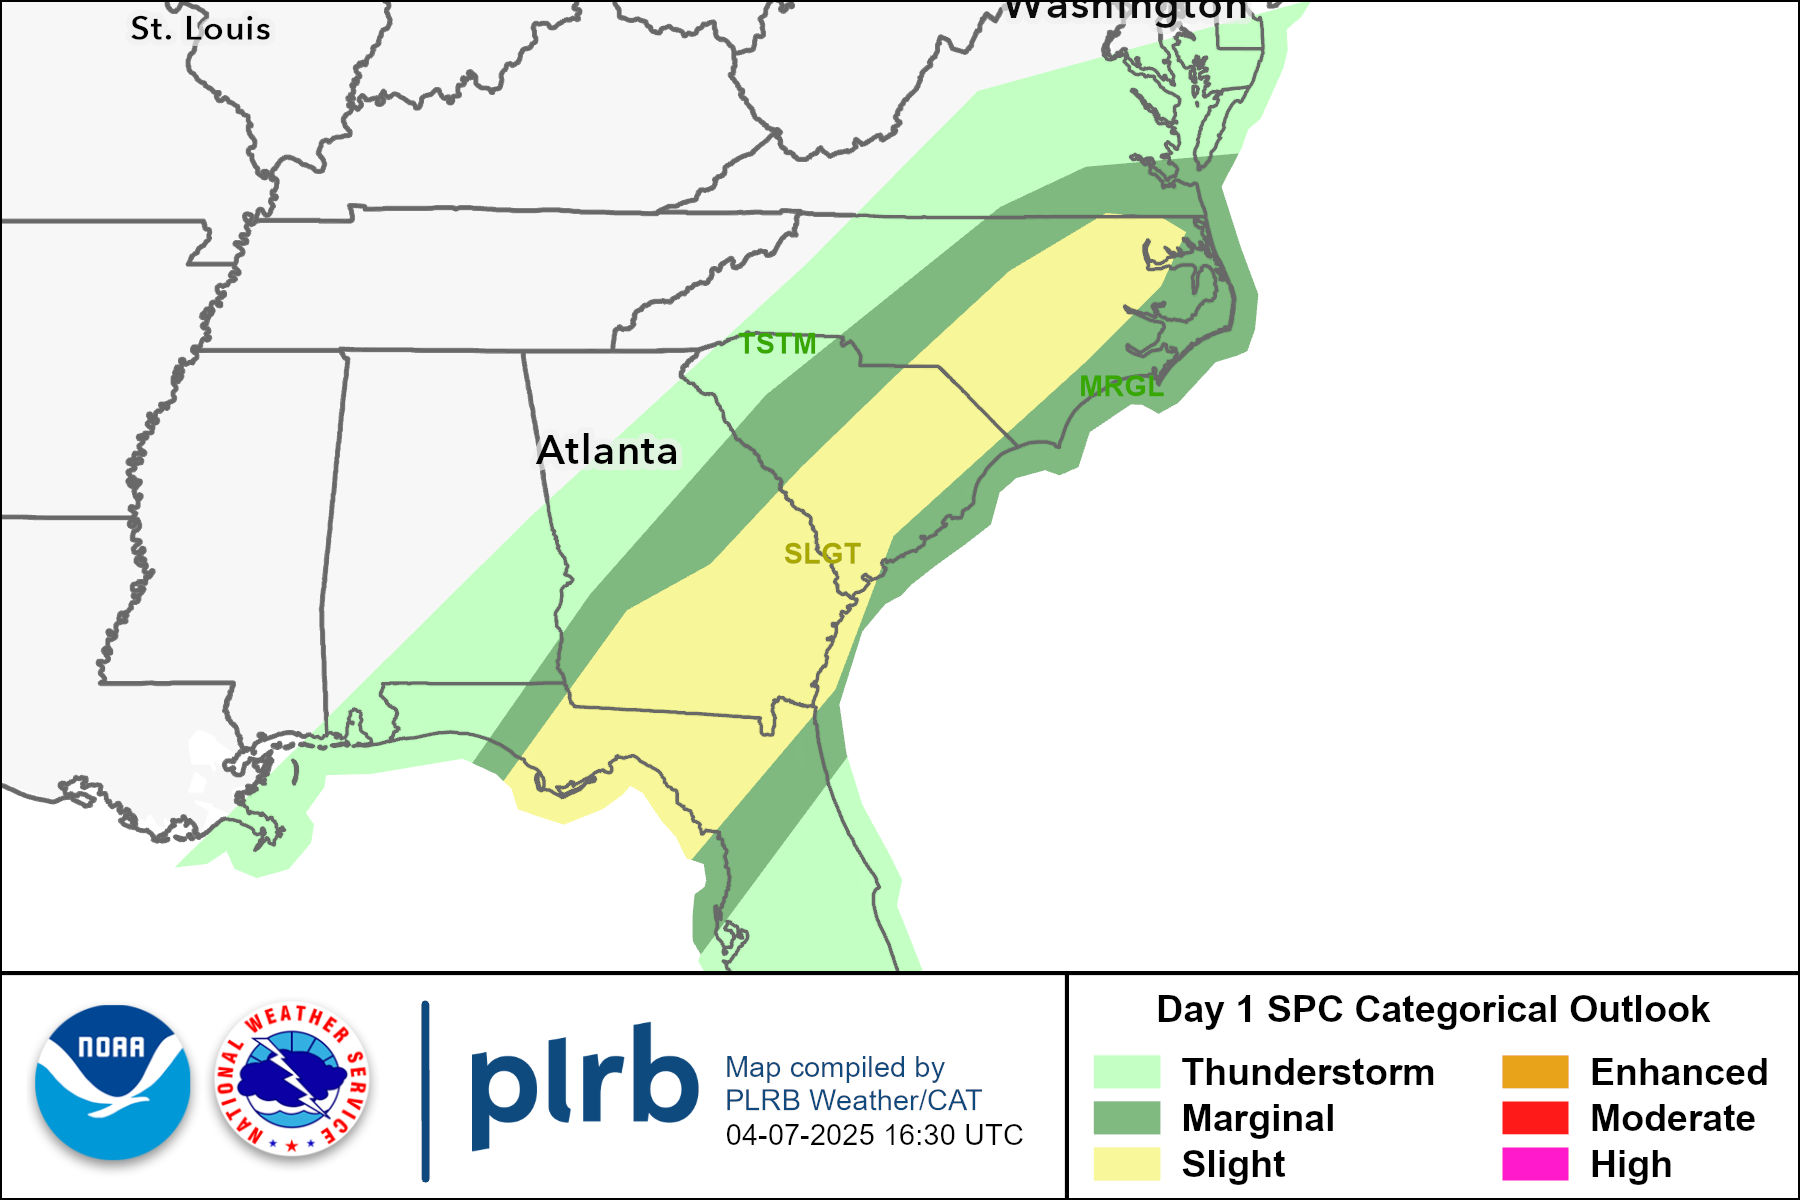 Washington
St. Louis
TSTM
MRGL
Atlanta
SLGT
NOAA
NATIONAL WEATHER SERVICE
plrb
Map compiled by
PLRB Weather/CAT
04-07-2025 16:30 UTC
Day 1 SPC Categorical Outlook
Thunderstorm
Marginal
Slight
Enhanced
Moderate
High